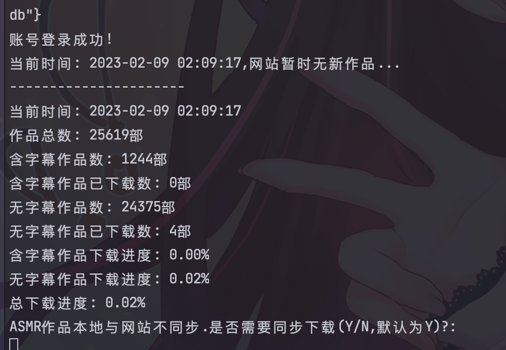 db"}
账号登录成功!
当前时间: 2023-02-09 02:09:17,网站暂时无新作品...
----------------------
当前时间: 2023-02-09 02:09:17
作品总数: 25619部
含字幕作品数: 1244部
含字幕作品已下载数: 0部
无字幕作品数: 24375部
无字幕作品已下载数: 4部
含字幕作品下载进度: 0.00%
无字幕作品下载进度: 0.02%
总下载进度: 0.02%
ASMR作品本地与网站不同步.是否需要同步下载(Y/N,默认为Y)?: